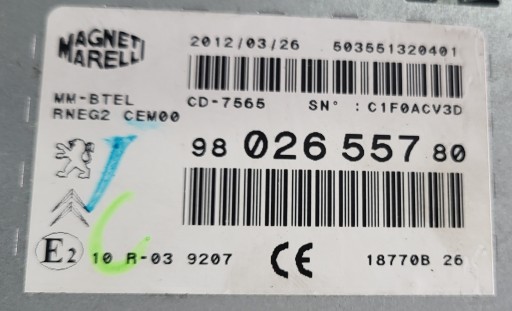 MAGNETI
MARELLI
2012/03/26 503551320401
MM-BTEL CD-7565 SN° : C1F0ACV3D
RNEG2 CEM00
98 026 557 80
E2 10 R-03 9207 CE 18770B 26